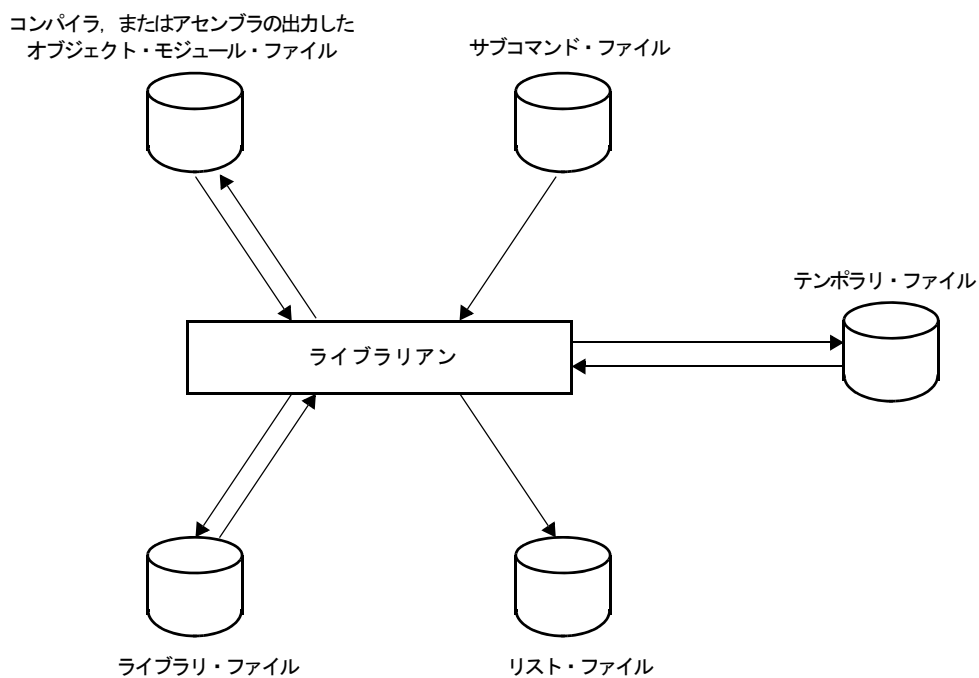 コンパイラ，またはアセンブラの出力した
オブジェクト・モジュール・ファイル
サブコマンド・ファイル
テンポラリ・ファイル
ライブラリアン
ライブラリ・ファイル
リスト・ファイル